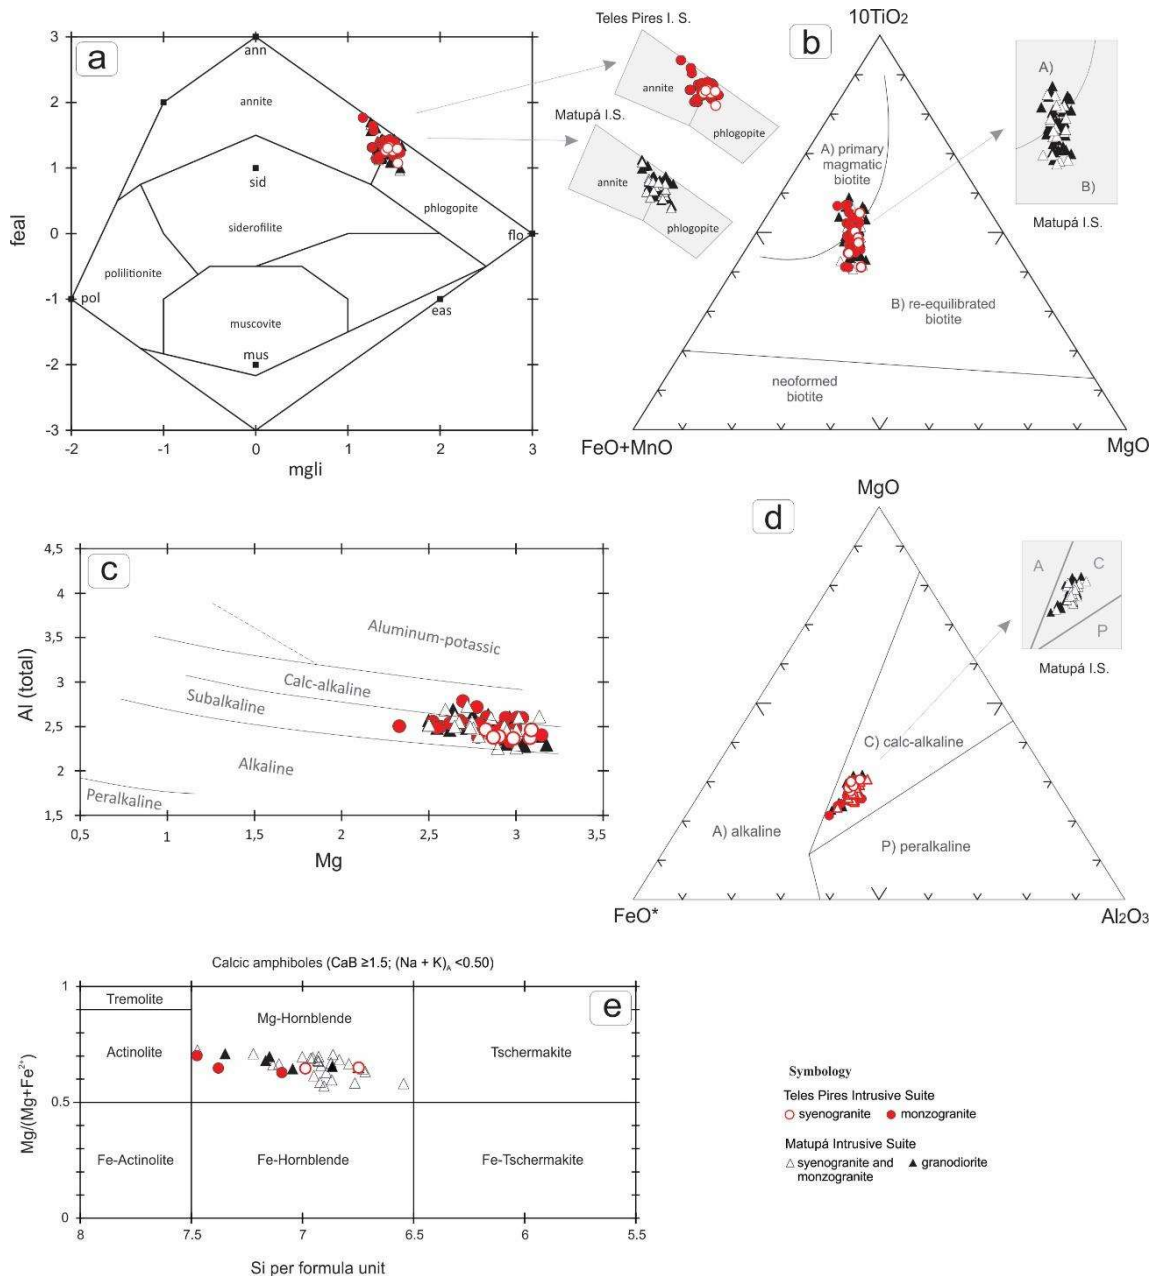 a
3
2
1
0
-1
-2
-3
feal
-2
-1
0
1
2
3
mgli
ann
annite
sid
siderofilite
phlogopite
flo
polilitionite
pol
muscovite
mus
eas
Teles Pires I. S.
annite
phlogopite
Matupá I.S.
annite
phlogopite
b
10TiO₂
A) primary
magmatic
biotite
B) re-equilibrated
biotite
neoformed
biotite
FeO+MnO
MgO
A)
B)
Matupá I.S.
c
4,5
4
3,5
3
2,5
2
1,5
Al (total)
0,5
1
1,5
2
2,5
3
3,5
Mg
Aluminum-potassic
Calc-alkaline
Subalkaline
Alkaline
Peralkaline
d
MgO
C) calc-alkaline
A) alkaline
P) peralkaline
FeO*
Al₂O₃
A
C
P
Matupá I.S.
Calcic amphiboles (CaB ≥1.5; (Na + K)ₐ <0.50)
e
1
0.5
0
Mg/(Mg+Fe²⁺)
Tremolite
Mg-Hornblende
Actinolite
Tschermakite
Fe-Actinolite
Fe-Hornblende
Fe-Tschermakite
8
7.5
7
6.5
6
5.5
Si per formula unit
Symbology
Teles Pires Intrusive Suite
syenogranite
monzogranite
Matupá Intrusive Suite
syenogranite and
monzogranite
granodiorite